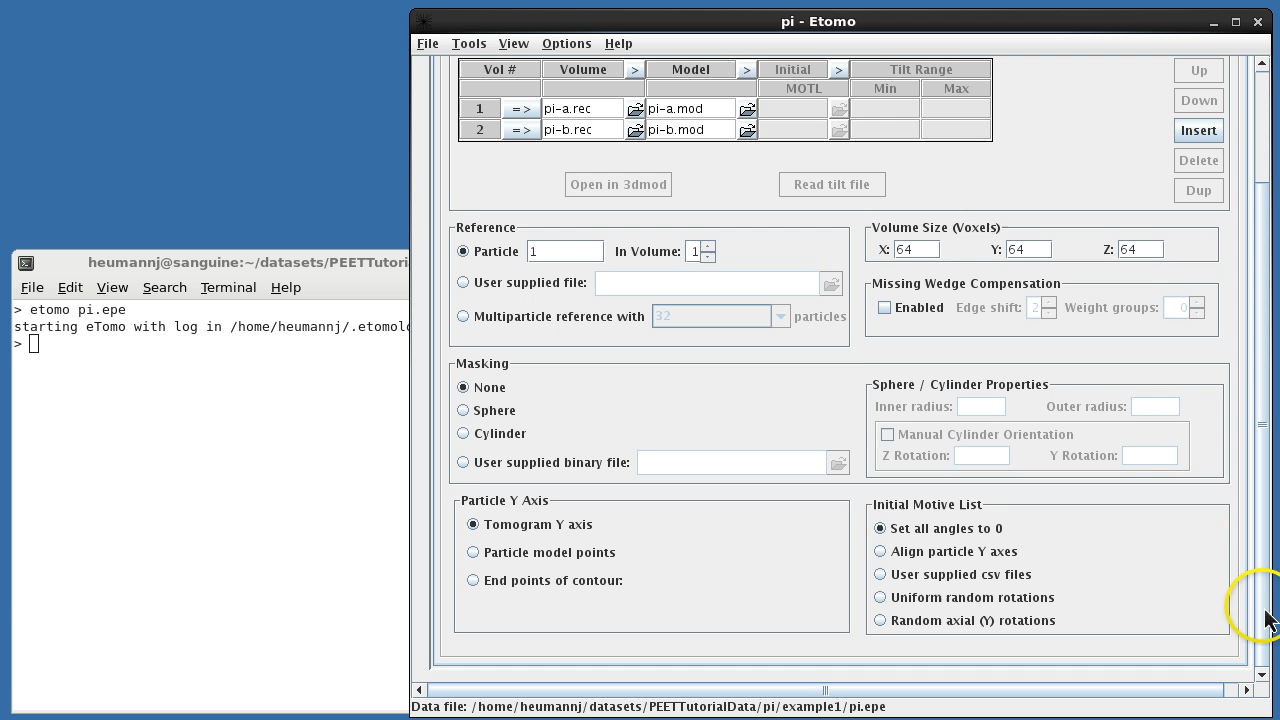 pi - Etomo
File Tools View Options Help
Vol # Volume > Model > Initial > Tilt Range
MOTL Min Max
1 => pi-a.rec pi-a.mod
2 => pi-b.rec pi-b.mod
Up
Down
Insert
Delete
Dup
Open in 3dmod Read tilt file
Reference
Particle 1 In Volume: 1
User supplied file:
Multiparticle reference with 32 particles
Volume Size (Voxels)
X: 64 Y: 64 Z: 64
Missing Wedge Compensation
Enabled Edge shift: 2 Weight groups: 0
Masking
None
Sphere
Cylinder
User supplied binary file:
Sphere / Cylinder Properties
Inner radius: Outer radius:
Manual Cylinder Orientation
Z Rotation: Y Rotation:
Particle Y Axis
Tomogram Y axis
Particle model points
End points of contour:
Initial Motive List
Set all angles to 0
Align particle Y axes
User supplied csv files
Uniform random rotations
Random axial (Y) rotations
Data file: /home/heumannj/datasets/PEETTutorialData/pi/example1/pi.epe
heumannj@sanguine:~/datasets/PEETTutori
File Edit View Search Terminal Help
> etomo pi.epe
starting eTomo with log in /home/heumannj/.etomolo
>